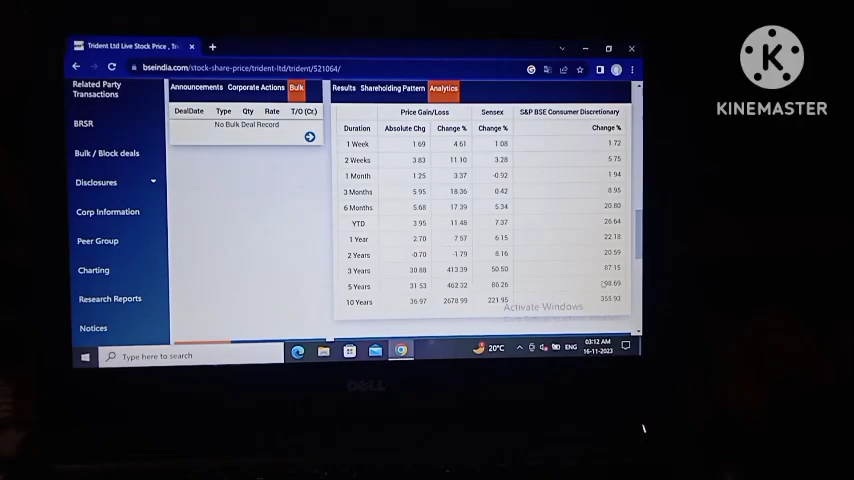 Trident Ltd Live Stock Price, Tri
bseindia.com/stock-share-price/trident-ltd/trident/521064/
KINEMASTER
Related Party
Transactions
BRSR
Bulk / Block deals
Disclosures
Corp Information
Peer Group
Charting
Research Reports
Notices
Announcements Corporate Actions Bulk
DealDate Type Qty Rate T/O (Cr.)
No Bulk Deal Record
Results Shareholding Pattern Analytics
Price Gain/Loss Sensex S&P BSE Consumer Discretionary
Duration Absolute Chg Change % Change % Change %
1 Week 1.69 4.61 1.08 1.72
2 Weeks 3.83 11.10 3.28 5.75
1 Month 1.25 3.37 -0.92 1.94
3 Months 5.95 18.36 0.42 8.95
6 Months 5.68 17.39 5.34 20.80
YTD 3.95 11.48 7.37 26.64
1 Year 2.70 7.57 6.15 22.18
2 Years -0.70 -1.79 8.16 20.59
3 Years 30.88 413.39 50.50 87.15
5 Years 31.53 462.32 86.26
10 Years 36.97 2678.99 221.95 355.93
Activate Windows
Type here to search
20°C
ENG
03:12 AM
16-11-2023
DELL